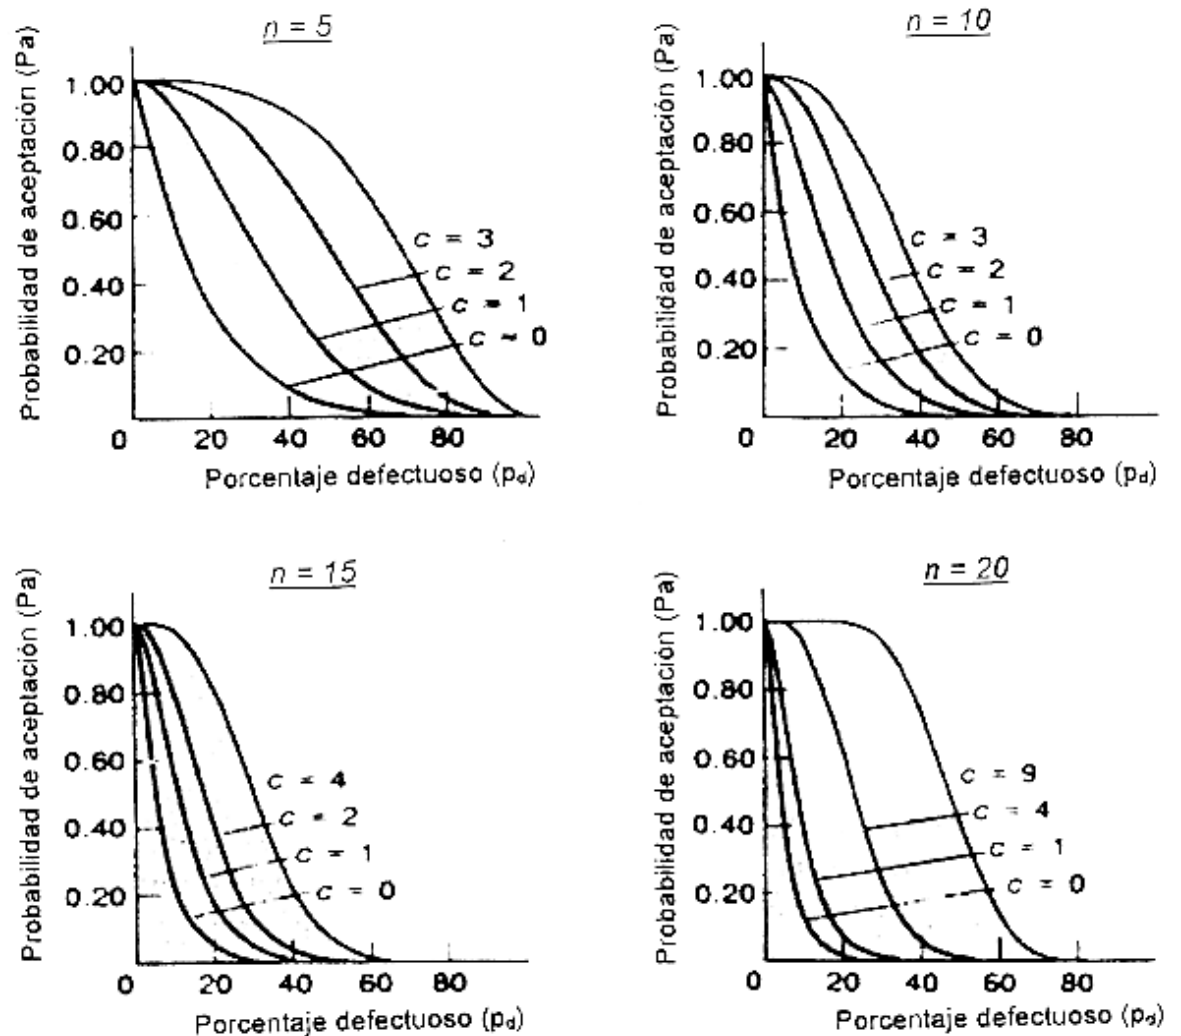 n = 5
Probabilidad de aceptación (Pa)
1.00
0.80
0.60
0.40
0.20
c = 3
c = 2
c = 1
c = 0
0 20 40 60 80
Porcentaje defectuoso (pd)
n = 10
Probabilidad de aceptación (Pa)
1.00
0.80
0.60
0.40
0.20
c = 3
c = 2
c = 1
c = 0
0 20 40 60 80
Porcentaje defectuoso (pd)
n = 15
Probabilidad de aceptación (Pa)
1.00
0.80
0.60
0.40
0.20
c = 4
c = 2
c = 1
c = 0
0 20 40 60 80
Porcentaje defectuoso (pd)
n = 20
Probabilidad de aceptación (Pa)
1.00
0.80
0.60
0.40
0.20
c = 9
c = 4
c = 1
c = 0
0 20 40 60 80
Porcentaje defectuoso (pd)